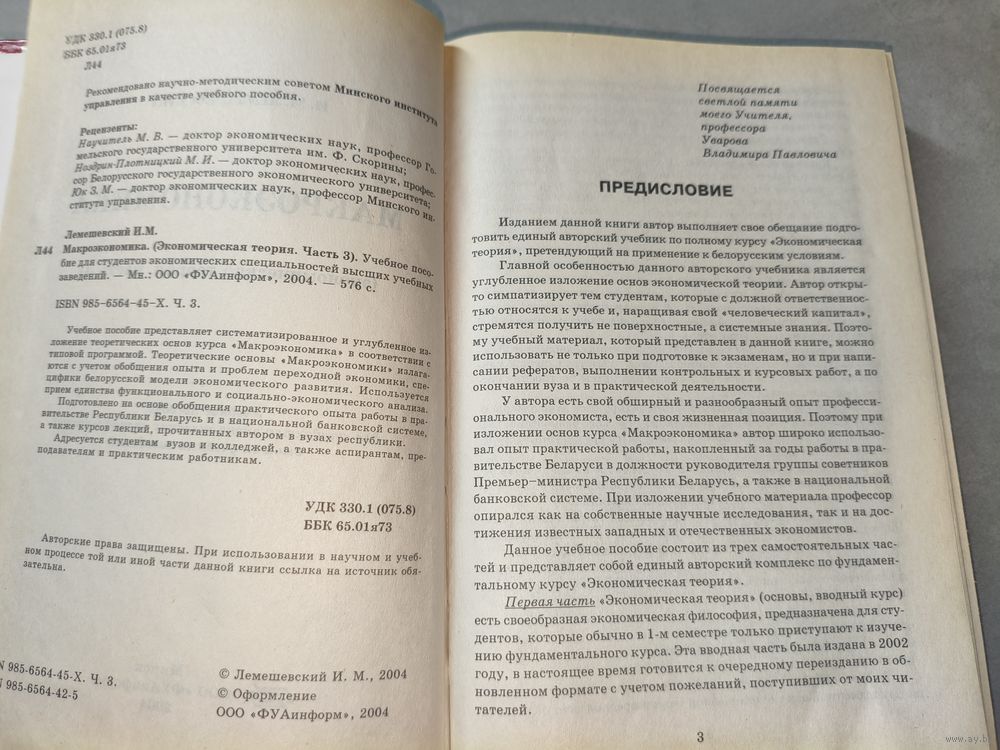 УДК 330.1 (075.8)
ББК 65.01я73
Л44
Рекомендовано научно-методическим советом Минского института
управления в качестве учебного пособия.
Рецензенты:
Научитель М. В. — доктор экономических наук, профессор Го-
мельского государственного университета им. Ф. Скорины;
Ноздрин-Плотницкий М. И. — доктор экономических наук, профес-
сор Белорусского государственного экономического университета;
Юк З. М. — доктор экономических наук, профессор Минского ин-
ститута управления.
Лемешевский И.М.
Л44 Макроэкономика. (Экономическая теория. Часть 3). Учебное посо-
бие для студентов экономических специальностей высших учебных
заведений. — Мн.: ООО «ФУАинформ», 2004. — 576 с.
ISBN 985-6564-45-X. Ч. 3.
Учебное пособие представляет систематизированное и углубленное из-
ложение теоретических основ курса «Макроэкономика» в соответствии с
типовой программой. Теоретические основы «Макроэкономики» излага-
ются с учетом обобщения опыта и проблем переходной экономики, спе-
цифики белорусской модели экономического развития. Используется
прием единства функционального и социально-экономического анализа.
Подготовлено на основе обобщения практического опыта работы в пра-
вительстве Республики Беларусь и в национальной банковской системе,
а также курсов лекций, прочитанных автором в вузах республики.
Адресуется студентам вузов и колледжей, а также аспирантам, пре-
подавателям и практическим работникам.
УДК 330.1 (075.8)
ББК 65.01я73
Авторские права защищены. При использовании в научном и учеб-
ном процессе той или иной части данной книги ссылка на источник обя-
зательна.
N 985-6564-45-X. Ч. 3.
N 985-6564-42-5
© Лемешевский И. М., 2004
© Оформление
ООО «ФУАинформ», 2004
Посвящается
светлой памяти
моего Учителя,
профессора
Уварова
Владимира Павловича
ПРЕДИСЛОВИЕ
Изданием данной книги автор выполняет свое обещание подго-
товить единый авторский учебник по полному курсу «Экономическая
теория», претендующий на применение к белорусским условиям.
Главной особенностью данного авторского учебника является
углубленное изложение основ экономической теории. Автор откры-
то симпатизирует тем студентам, которые с должной ответственнос-
тью относятся к учебе и, наращивая свой «человеческий капитал»,
стремятся получить не поверхностные, а системные знания. Поэто-
му учебный материал, который представлен в данной книге, можно
использовать не только при подготовке к экзаменам, но и при напи-
сании рефератов, выполнении контрольных и курсовых работ, а по
окончании вуза и в практической деятельности.
У автора есть свой обширный и разнообразный опыт професси-
онального экономиста, есть и своя жизненная позиция. Поэтому при
изложении основ курса «Макроэкономика» автор широко использо-
вал опыт практической работы, накопленный за годы работы в пра-
вительстве Беларуси в должности руководителя группы советников
Премьер-министра Республики Беларусь, а также в национальной
банковской системе. При изложении учебного материала профессор
опирался как на собственные научные исследования, так и на дос-
тижения известных западных и отечественных экономистов.
Данное учебное пособие состоит из трех самостоятельных час-
тей и представляет собой единый авторский комплекс по фундамен-
тальному курсу «Экономическая теория».
Первая часть «Экономическая теория» (основы, вводный курс)
есть своеобразная экономическая философия, предназначена для сту-
дентов, которые обычно в 1-м семестре только приступают к изуче-
нию фундаментального курса. Эта вводная часть была издана в 2002
году, в настоящее время готовится к очередному переизданию в об-
новленном формате с учетом пожеланий, поступивших от моих чи-
тателей.
3